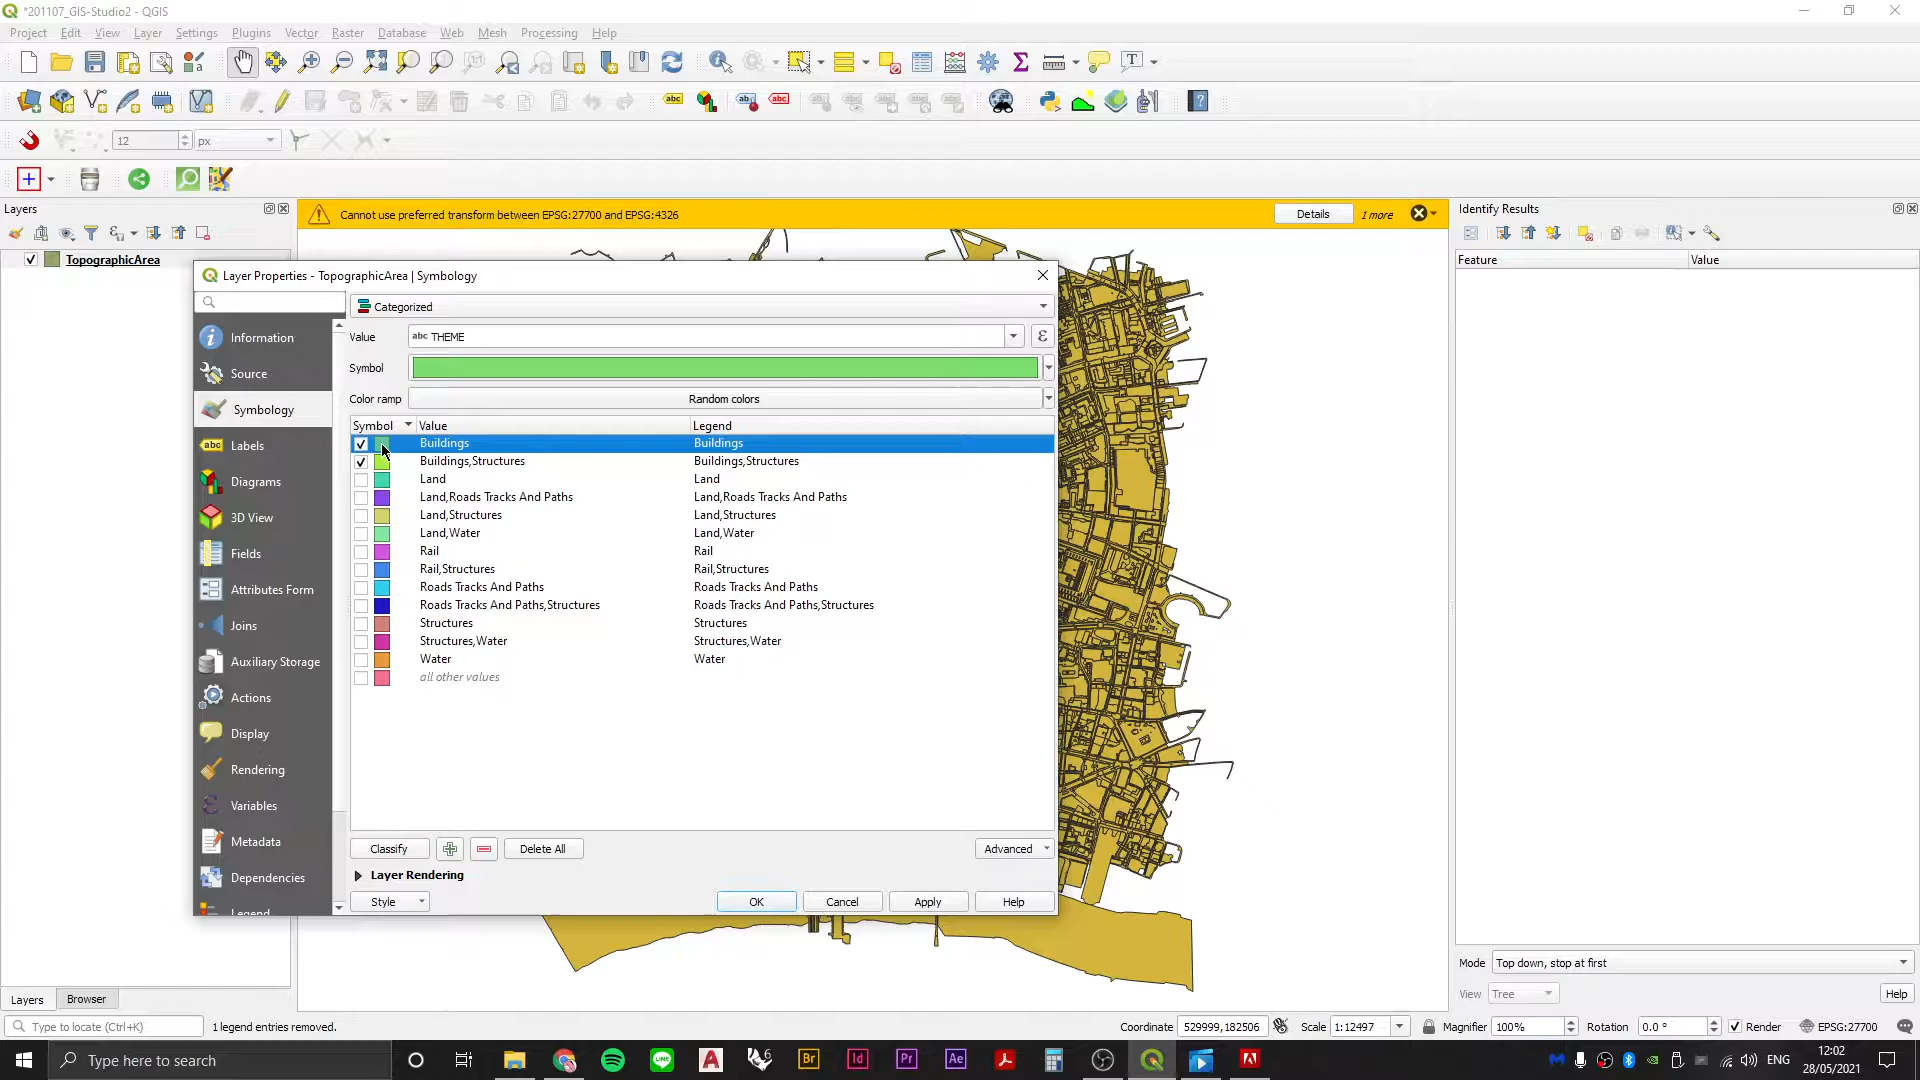 *201107_GIS-Studio2 - QGIS
Project Edit View Layer Settings Plugins Vector Raster Database Web Mesh Processing Help
12 px
Layers
Cannot use preferred transform between EPSG:27700 and EPSG:4326
Details
1 more
Identify Results
TopographicArea
Feature Value
Layer Properties - TopographicArea | Symbology
Information
Source
Symbology
Labels
Diagrams
3D View
Fields
Attributes Form
Joins
Auxiliary Storage
Actions
Display
Rendering
Variables
Metadata
Dependencies
Legend
Categorized
Value abc THEME
Symbol
Color ramp Random colors
Symbol Value Legend
Buildings Buildings
Buildings,Structures Buildings,Structures
Land Land
Land,Roads Tracks And Paths Land,Roads Tracks And Paths
Land,Structures Land,Structures
Land,Water Land,Water
Rail Rail
Rail,Structures Rail,Structures
Roads Tracks And Paths Roads Tracks And Paths
Roads Tracks And Paths,Structures Roads Tracks And Paths,Structures
Structures Structures
Structures,Water Structures,Water
Water Water
all other values
Classify Delete All Advanced
Layer Rendering
Style OK Cancel Apply Help
Mode Top down, stop at first
View Tree Help
Layers Browser
Type to locate (Ctrl+K) 1 legend entries removed. Coordinate 529999,182506 Scale 1:12497 Magnifier 100% Rotation 0.0 ° Render EPSG:27700
Type here to search
ENG
12:02
28/05/2021